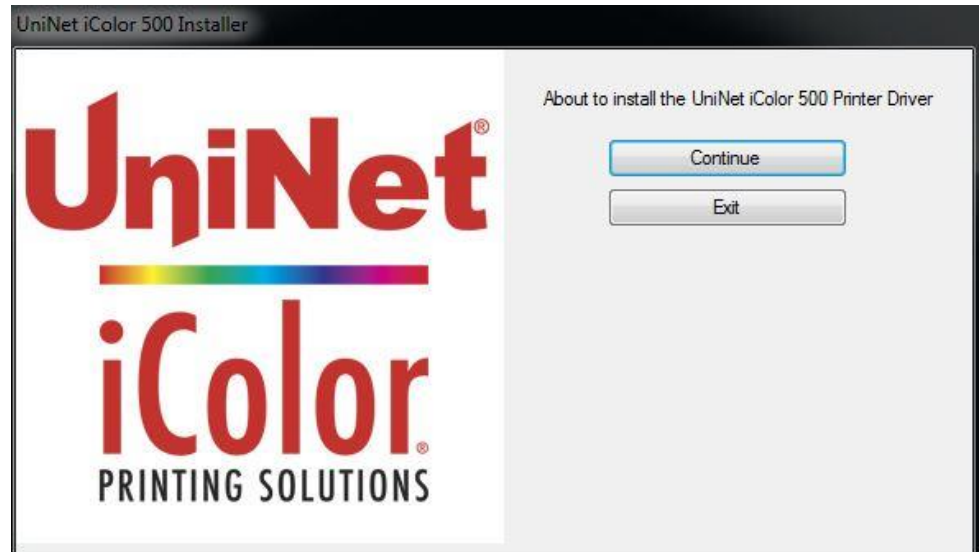 UniNet iColor 500 Installer
UniNet®
iColor®
PRINTING SOLUTIONS
About to install the UniNet iColor 500 Printer Driver
Continue
Exit